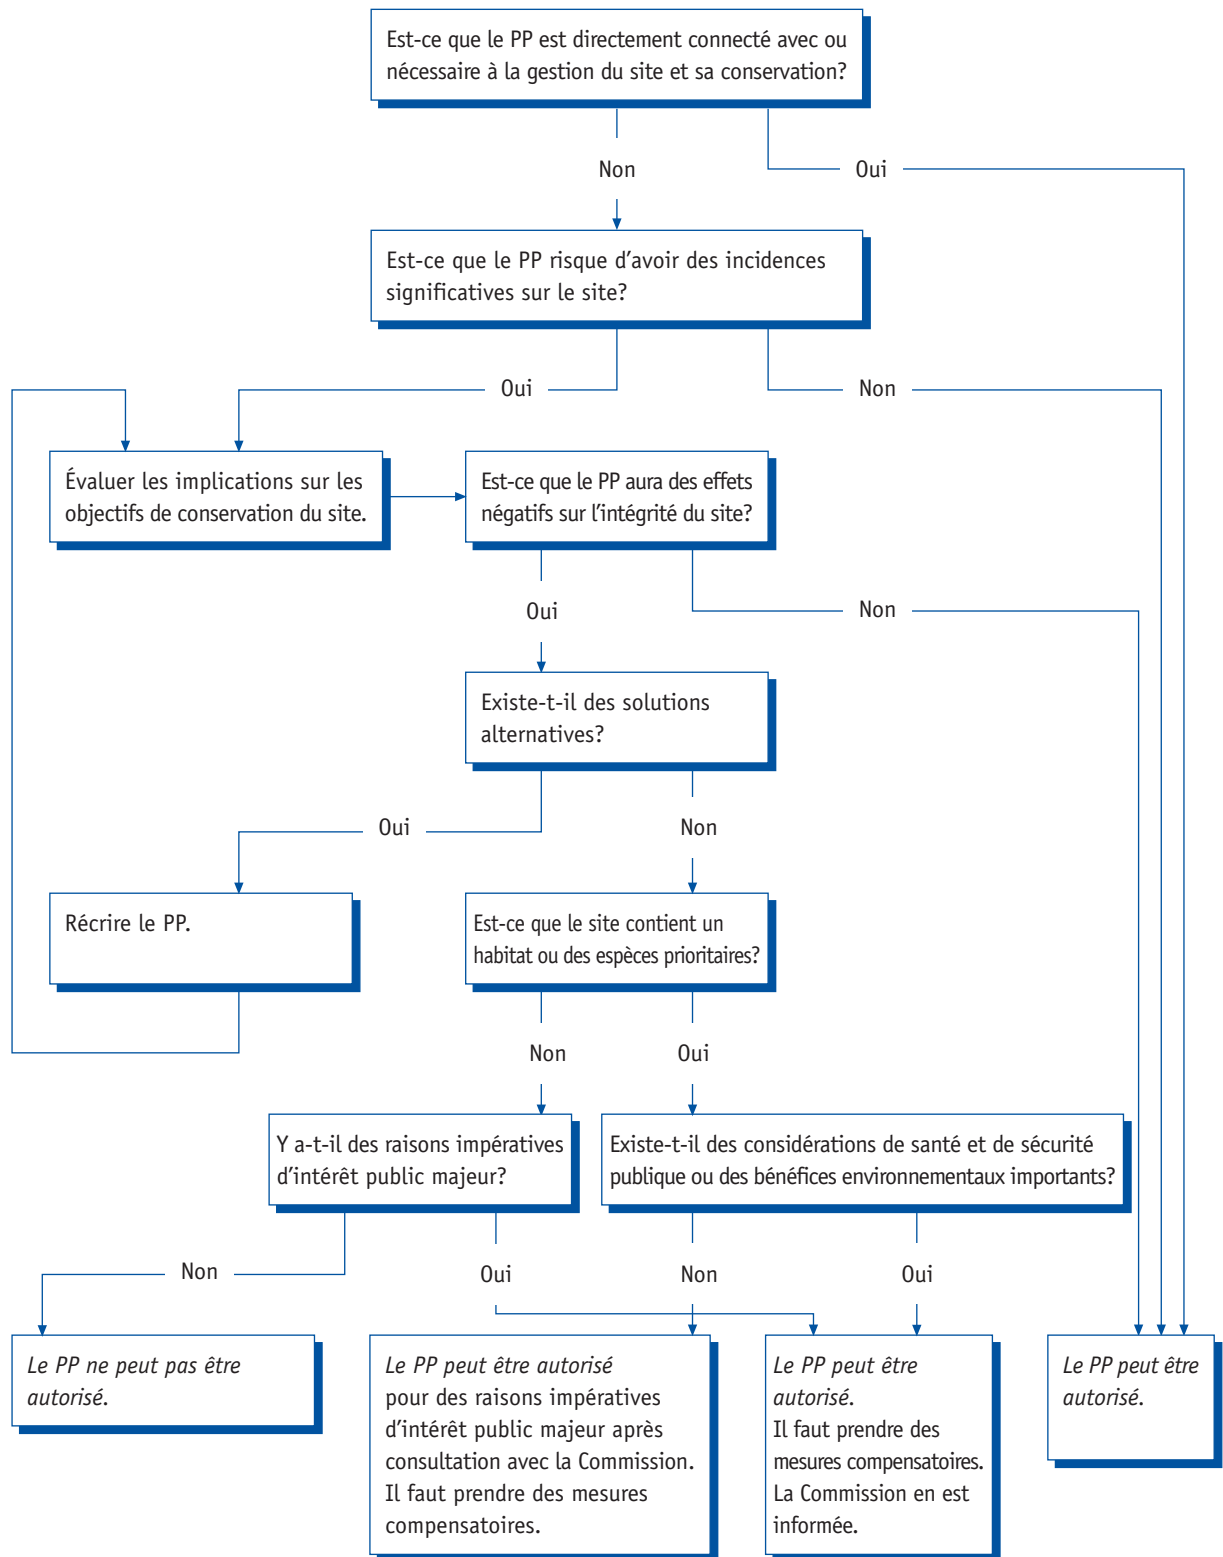 Est-ce que le PP est directement connecté avec ou
nécessaire à la gestion du site et sa conservation?
Non
Oui
Est-ce que le PP risque d'avoir des incidences
significatives sur le site?
Oui
Non
Évaluer les implications sur les
objectifs de conservation du site.
Est-ce que le PP aura des effets
négatifs sur l'intégrité du site?
Oui
Non
Existe-t-il des solutions
alternatives?
Oui
Non
Récrire le PP.
Est-ce que le site contient un
habitat ou des espèces prioritaires?
Non
Oui
Y a-t-il des raisons impératives
d'intérêt public majeur?
Existe-t-il des considérations de santé et de sécurité
publique ou des bénéfices environnementaux importants?
Non
Oui
Non
Oui
Le PP ne peut pas être
autorisé.
Le PP peut être autorisé
pour des raisons impératives
d'intérêt public majeur après
consultation avec la Commission.
Il faut prendre des mesures
compensatoires.
Le PP peut être
autorisé.
Il faut prendre des
mesures compensatoires.
La Commission en est
informée.
Le PP peut être
autorisé.